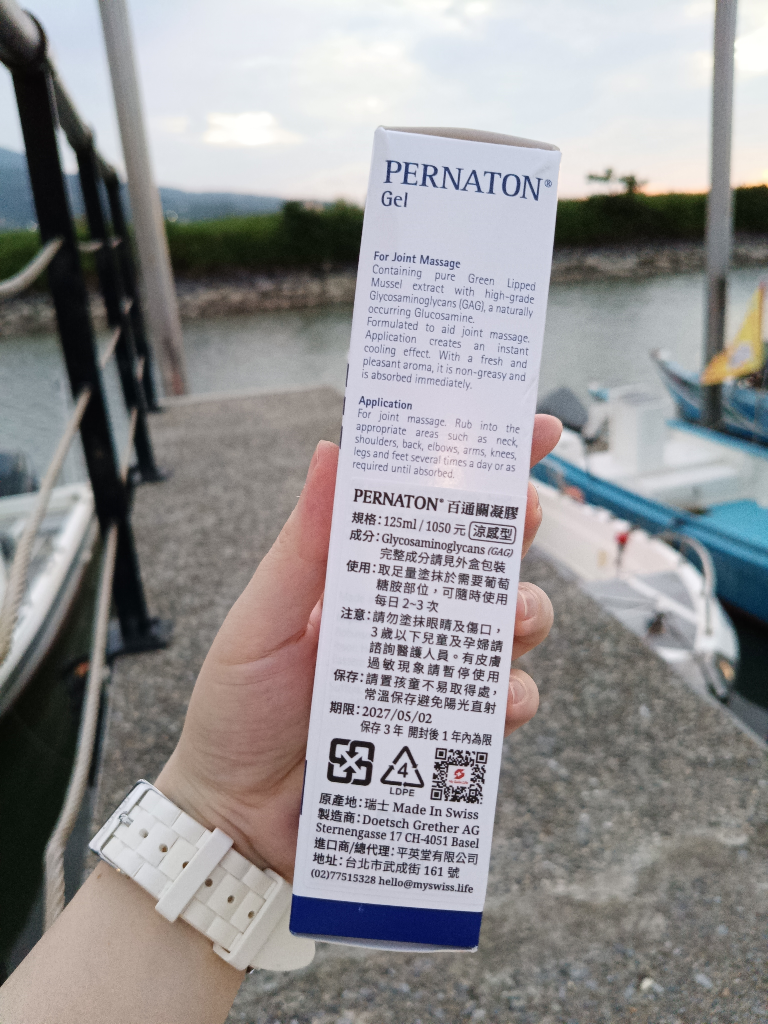 PERNATON®
Gel
For Joint Massage
Containing pure Green Lipped
Mussel extract with high-grade
Glycosaminoglycans (GAG), a naturally
occurring Glucosamine.
Formulated to aid joint massage.
Application creates an instant
cooling effect. With a fresh and
pleasant aroma, it is non-greasy and
is absorbed immediately.
Application
For joint massage. Rub into the
appropriate areas such as neck,
shoulders, back, elbows, arms, knees,
legs and feet several times a day or as
required until absorbed.
PERNATON® 百通關凝膠
規格:125ml / 1050 元 涼感型
成分:Glycosaminoglycans (GAG)
完整成分請見外盒包裝
使用:取足量塗抹於需要葡萄
糖胺部位,可隨時使用
每日 2~3 次
注意:請勿塗抹眼睛及傷口,
3 歲以下兒童及孕婦請
諮詢醫護人員。有皮膚
過敏現象請暫停使用
保存:請置孩童不易取得處,
常溫保存避免陽光直射
期限:2027/05/02
保存 3 年 開封後 1 年內為限
4
LDPE
原產地:瑞士 Made In Swiss
製造商:Doetsch Grether AG
Sternengasse 17 CH-4051 Basel
進口商/總代理:平英堂有限公司
地址:台北市武成街 161 號
(02)77515328 hello@myswiss.life